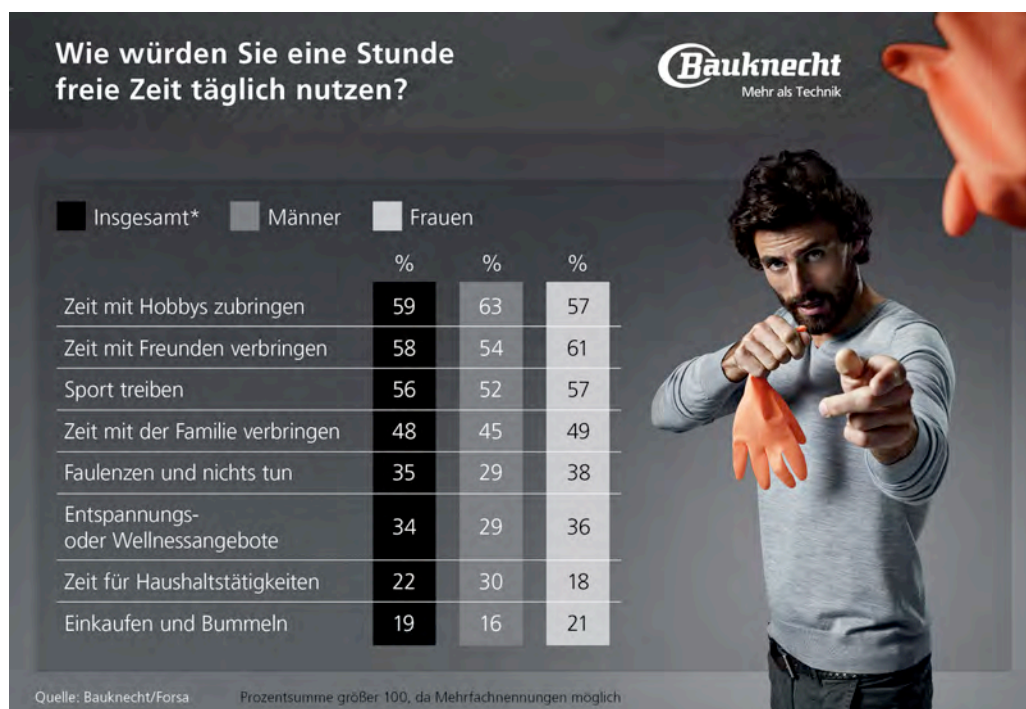 Wie würden Sie eine Stunde
freie Zeit täglich nutzen?
Bauknecht
Mehr als Technik
Insgesamt* Männer Frauen
% % %
Zeit mit Hobbys zubringen 59 63 57
Zeit mit Freunden verbringen 58 54 61
Sport treiben 56 52 57
Zeit mit der Familie verbringen 48 45 49
Faulenzen und nichts tun 35 29 38
Entspannungs-
oder Wellnessangebote 34 29 36
Zeit für Haushaltstätigkeiten 22 30 18
Einkaufen und Bummeln 19 16 21
Quelle: Bauknecht/Forsa Prozentsumme größer 100, da Mehrfachnennungen möglich